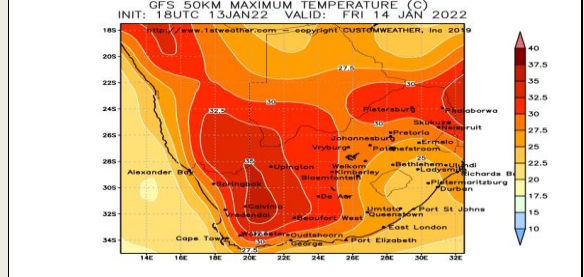 GFS 50KM MAXIMUM TEMPERATURE (C)
INIT: 18UTC 13JAN22 VALID: FRI 14 JAN 2022
http://www.1stweather.com — copyright CUSTOMWEATHER, Inc 2019
18S
20S
22S
24S
26S
28S
30S
32S
34S
27.5
30
32.5
30
30
35
25
30
27.5
Pietersburg
Phalaborwa
Skukuza
Nelspruit
Pretoria
Johannesburg
Ermelo
Vryburg
Potchefstroom
Welkom
Bethlehem
Ulundi
Upington
Kimberley
Ladysmith
Richards B
Alexander Bay
Bloemfontein
Pietermaritzburg
Springbok
Durban
De Aar
Calvinia
Umtata
Port St Johns
Vredendal
Beaufort West
Queenstown
East London
Oudtshoorn
Cape Town
George
Port Elizabeth
14E
16E
18E
20E
22E
24E
26E
28E
30E
32E
40
37.5
35
32.5
30
27.5
25
22.5
20
17.5
15
10